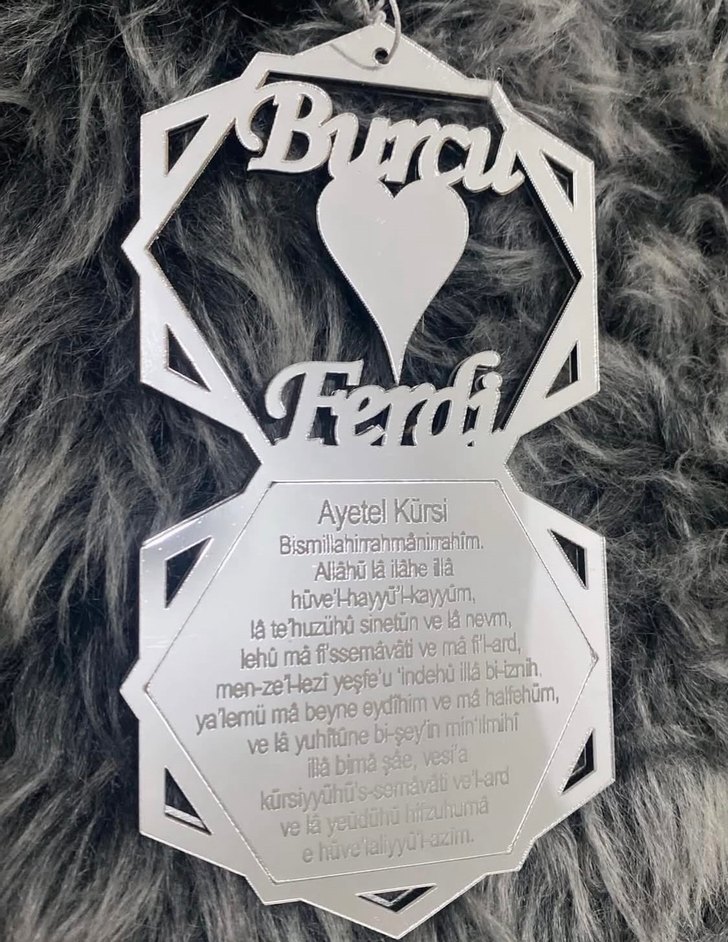 Burcu
Ferdi
Ayetel Kürsi
Bismillahirrahmânirrahîm.
Allâhü lâ ilâhe illâ
hüve'l-hayyü'l-kayyûm,
lâ te'huzühû sinetün ve lâ nevm,
lehû mâ fi'ssemâvâti ve mâ fi'l-ard,
men-ze'l-lezî yeşfe'u 'indehû illâ bi-iznih,
ya'lemü mâ beyne eydîhim ve mâ halfehüm,
ve lâ yuhîtûne bi-şey'in min'ilmihî
illâ bimâ şâe, vesi'a
kürsiyyühü's-semâvâti ve'l-ard
ve lâ yeûdühû hifzuhumâ
e hüve'laliyyü'l-azim.